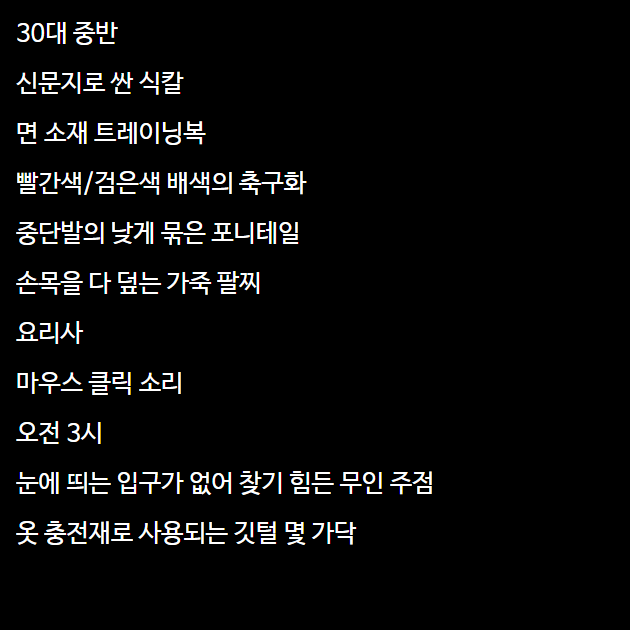 30대 중반
신문지로 싼 식칼
면 소재 트레이닝복
빨간색/검은색 배색의 축구화
중단발의 낮게 묶은 포니테일
손목을 다 덮는 가죽 팔찌
요리사
마우스 클릭 소리
오전 3시
눈에 띄는 입구가 없어 찾기 힘든 무인 주점
옷 충전재로 사용되는 깃털 몇 가닥